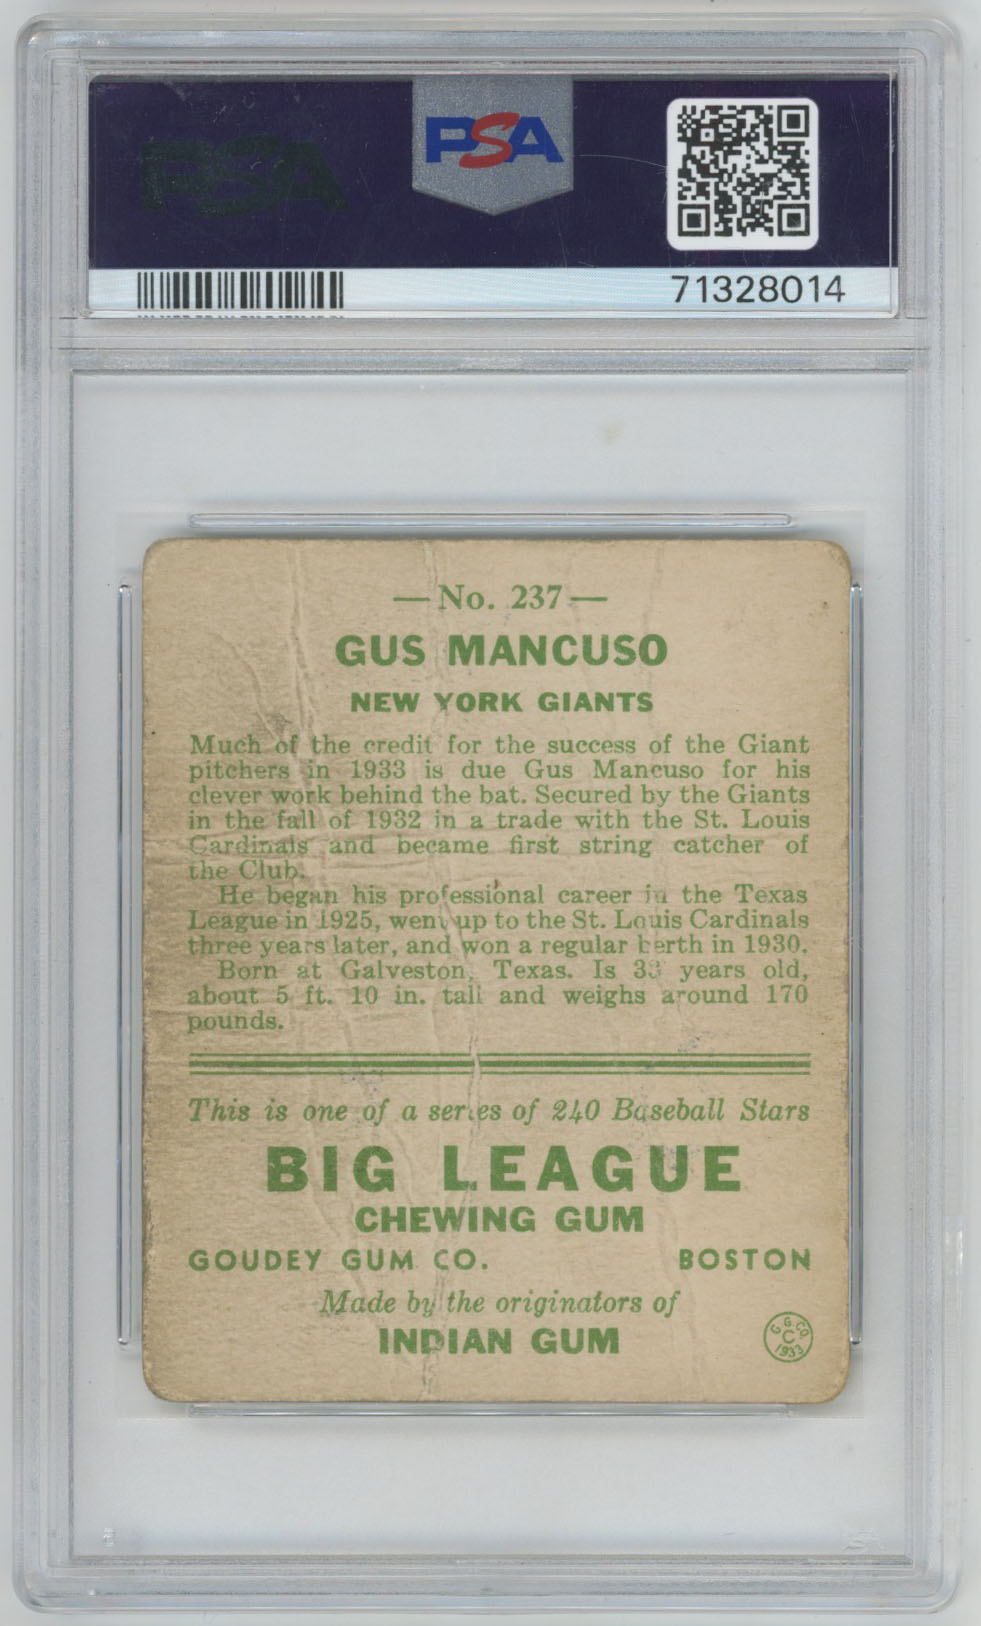 PSA
PSA
71328014
—No. 237—
GUS MANCUSO
NEW YORK GIANTS
Much of the credit for the success of the Giant
pitchers in 1933 is due Gus Mancuso for his
clever work behind the bat. Secured by the Giants
in the fall of 1932 in a trade with the St. Louis
Cardinals and became first string catcher of
the Club.
He began his professional career in the Texas
League in 1925, went up to the St. Louis Cardinals
three years later, and won a regular berth in 1930.
Born at Galveston, Texas. Is years old,
about 5 ft. 10 in. tall and weighs around 170
pounds.
This is one of a series of 240 Baseball Stars
BIG LEAGUE
CHEWING GUM
GOUDEY GUM CO. BOSTON
Made by the originators of
INDIAN GUM
G. G. CO.
C
1933